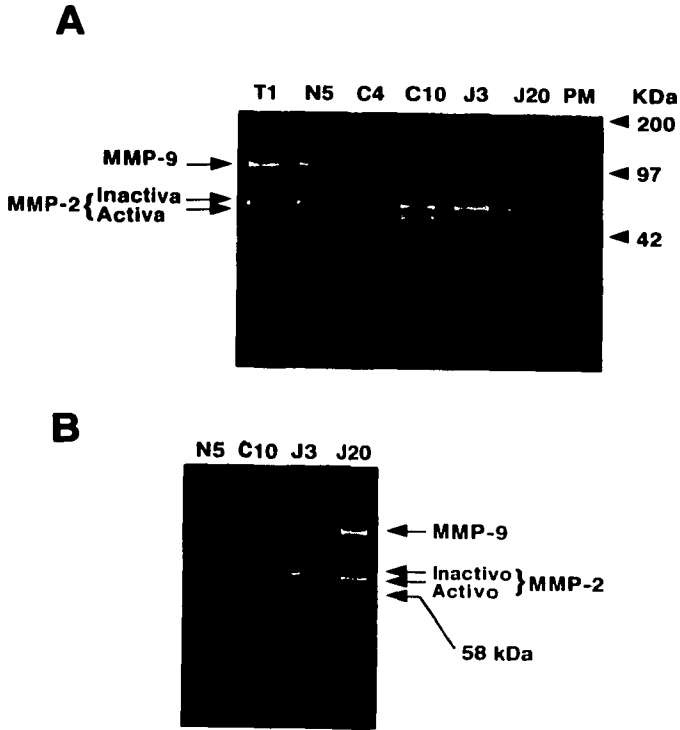 A
T1 N5 C4 C10 J3 J20 PM KDa
200
MMP-9
97
MMP-2 { Inactiva
Activa
42
B
N5 C10 J3 J20
MMP-9
Inactivo } MMP-2
Activo
58 kDa